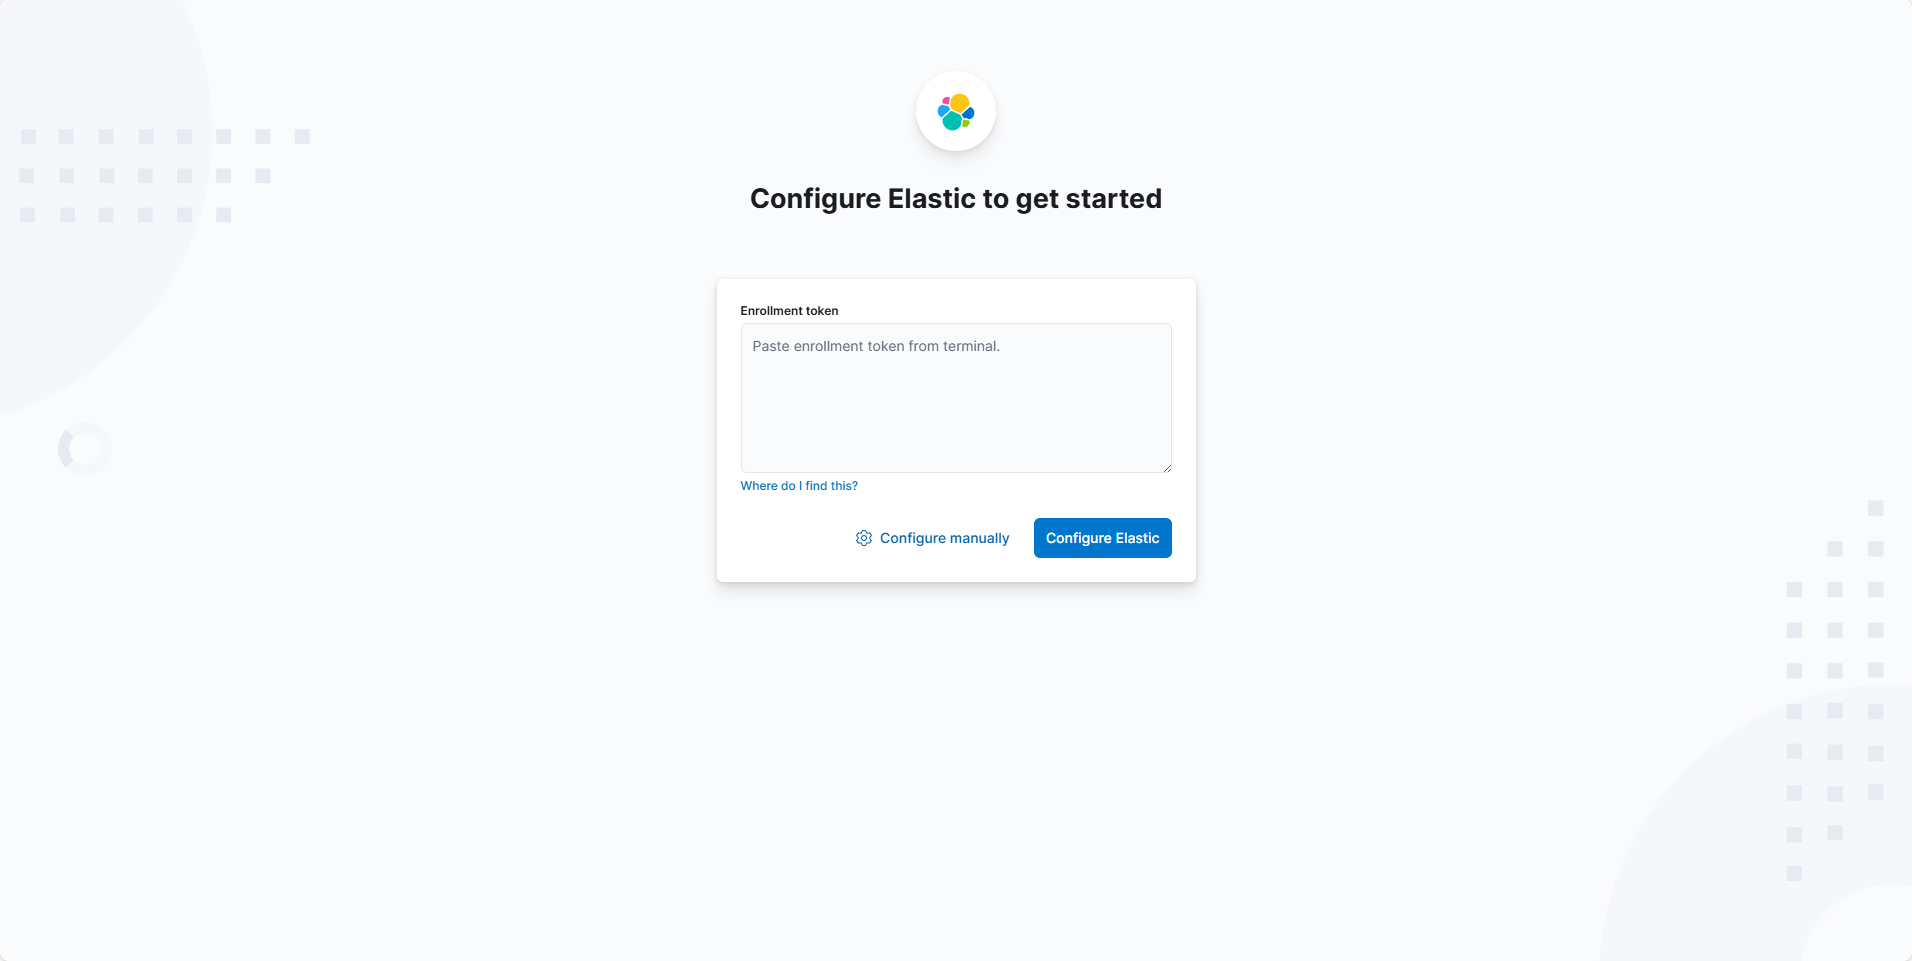 Configure Elastic to get started
Enrollment token
Paste enrollment token from terminal.
Where do I find this?
Configure manually
Configure Elastic